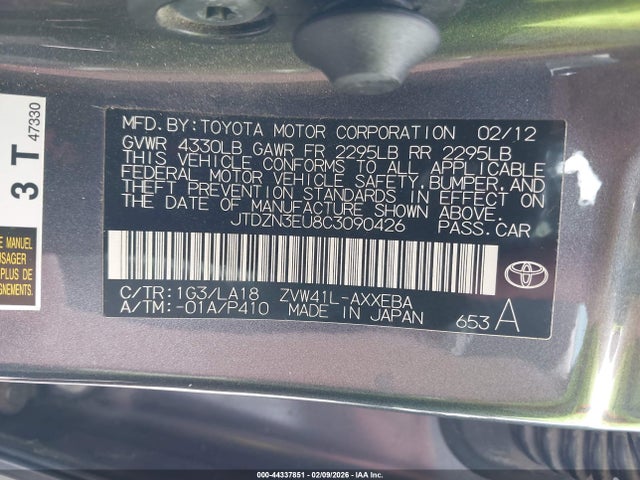 MFD.BY:TOYOTA MOTOR CORPORATION 02/12
GVWR 4330LB GAWR FR 2295LB RR 2295LB
THIS VEHICLE CONFORMS TO ALL APPLICABLE
FEDERAL MOTOR VEHICLE SAFETY,BUMPER,AND
THEFT PREVENTION STANDARDS IN EFFECT ON
THE DATE OF MANUFACTURE SHOWN ABOVE.
JTDZN3EU8C3090426 PASS.CAR
C/TR:1G3/LA18 ZVW41L-AXXEBA
A/TM:-01A/P410 MADE IN JAPAN 653 A
TOYOTA
3 T
47330
E MANUEL
USAGER
PLUS DE
IGNEMENTS.
000-44337851 | 02/09/2026 - IAA Inc.